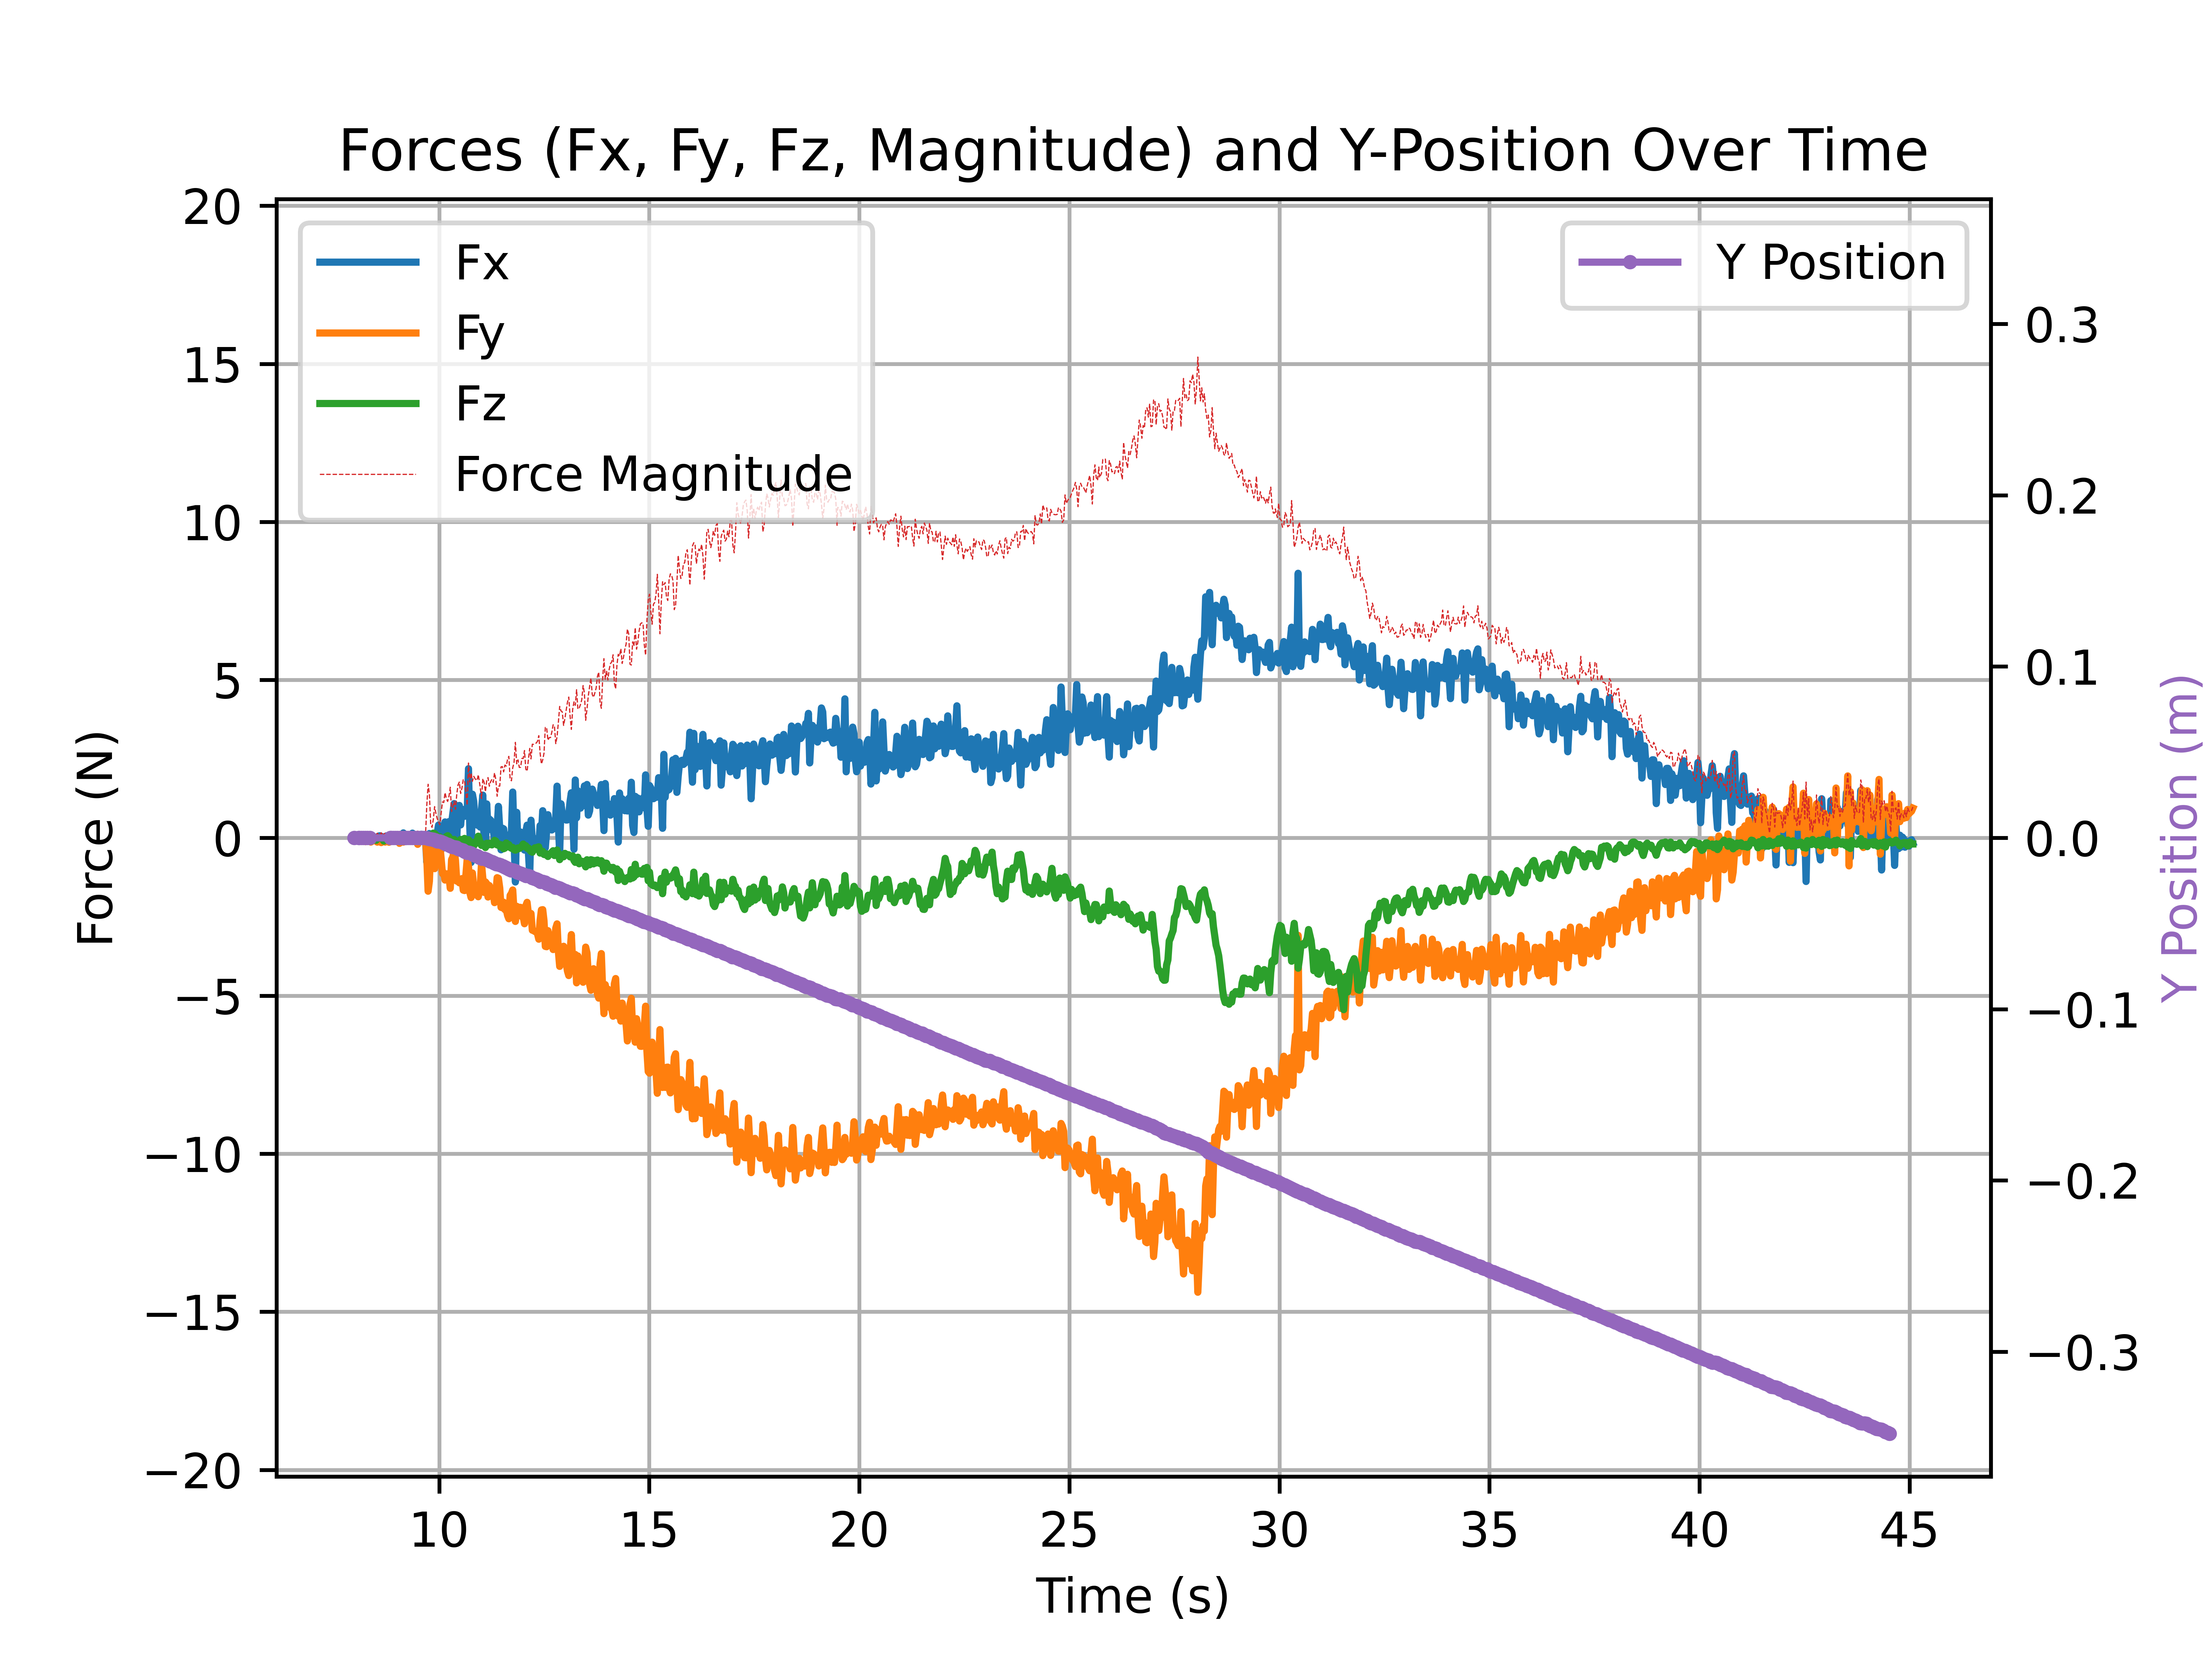 Forces (Fx, Fy, Fz, Magnitude) and Y-Position Over Time
Fx
Fy
Fz
Force Magnitude
Y Position
20
15
10
5
0
−5
−10
−15
−20
Force (N)
0.3
0.2
0.1
0.0
−0.1
−0.2
−0.3
Y Position (m)
10 15 20 25 30 35 40 45
Time (s)